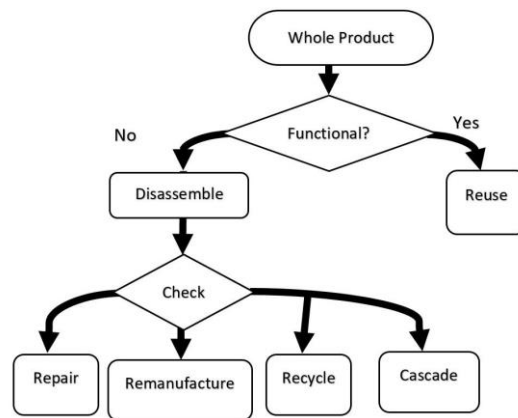 Whole Product
Functional?
No
Yes
Disassemble
Reuse
Check
Repair
Remanufacture
Recycle
Cascade